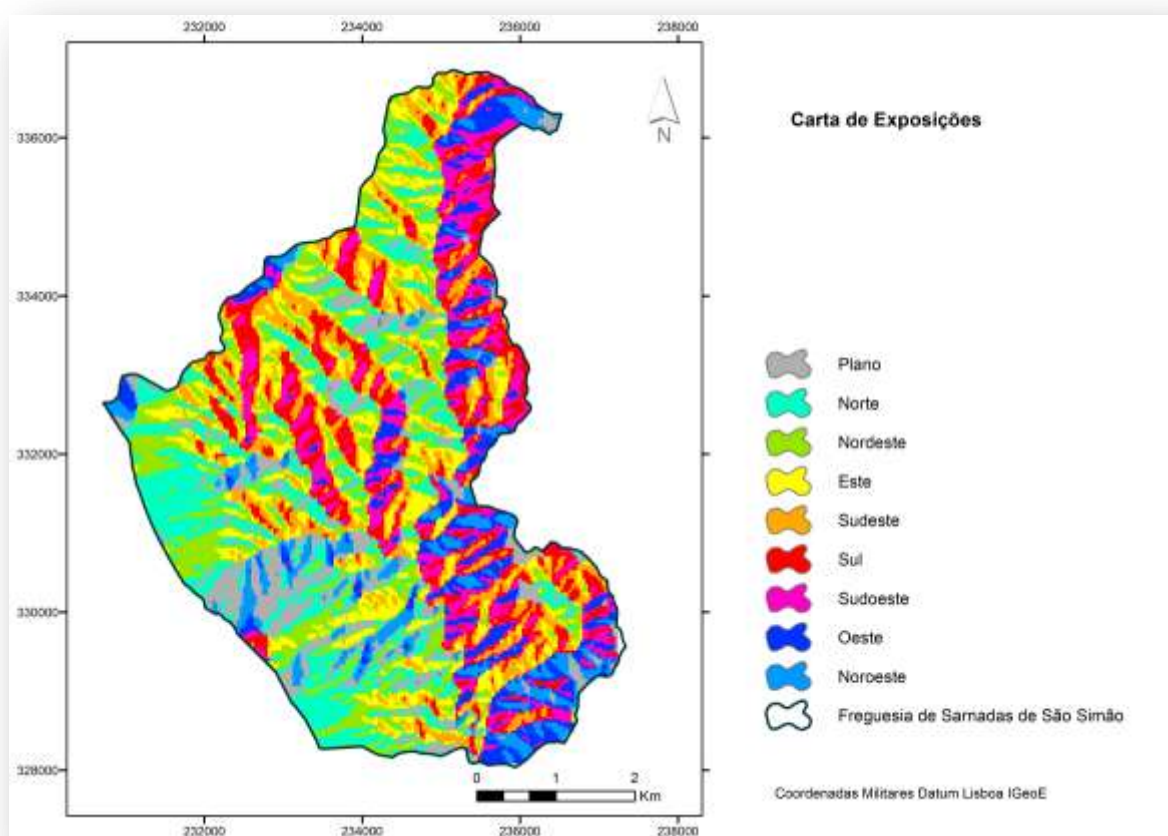 232000 234000 236000 238000
N
336000
334000
332000
330000
328000
0 1 2
Km
232000 234000 236000 238000
Carta de Exposições
Plano
Norte
Nordeste
Este
Sudeste
Sul
Sudoeste
Oeste
Noroeste
Freguesia de Sarnadas de São Simão
Coordenadas Militares Datum Lisboa IGeoE